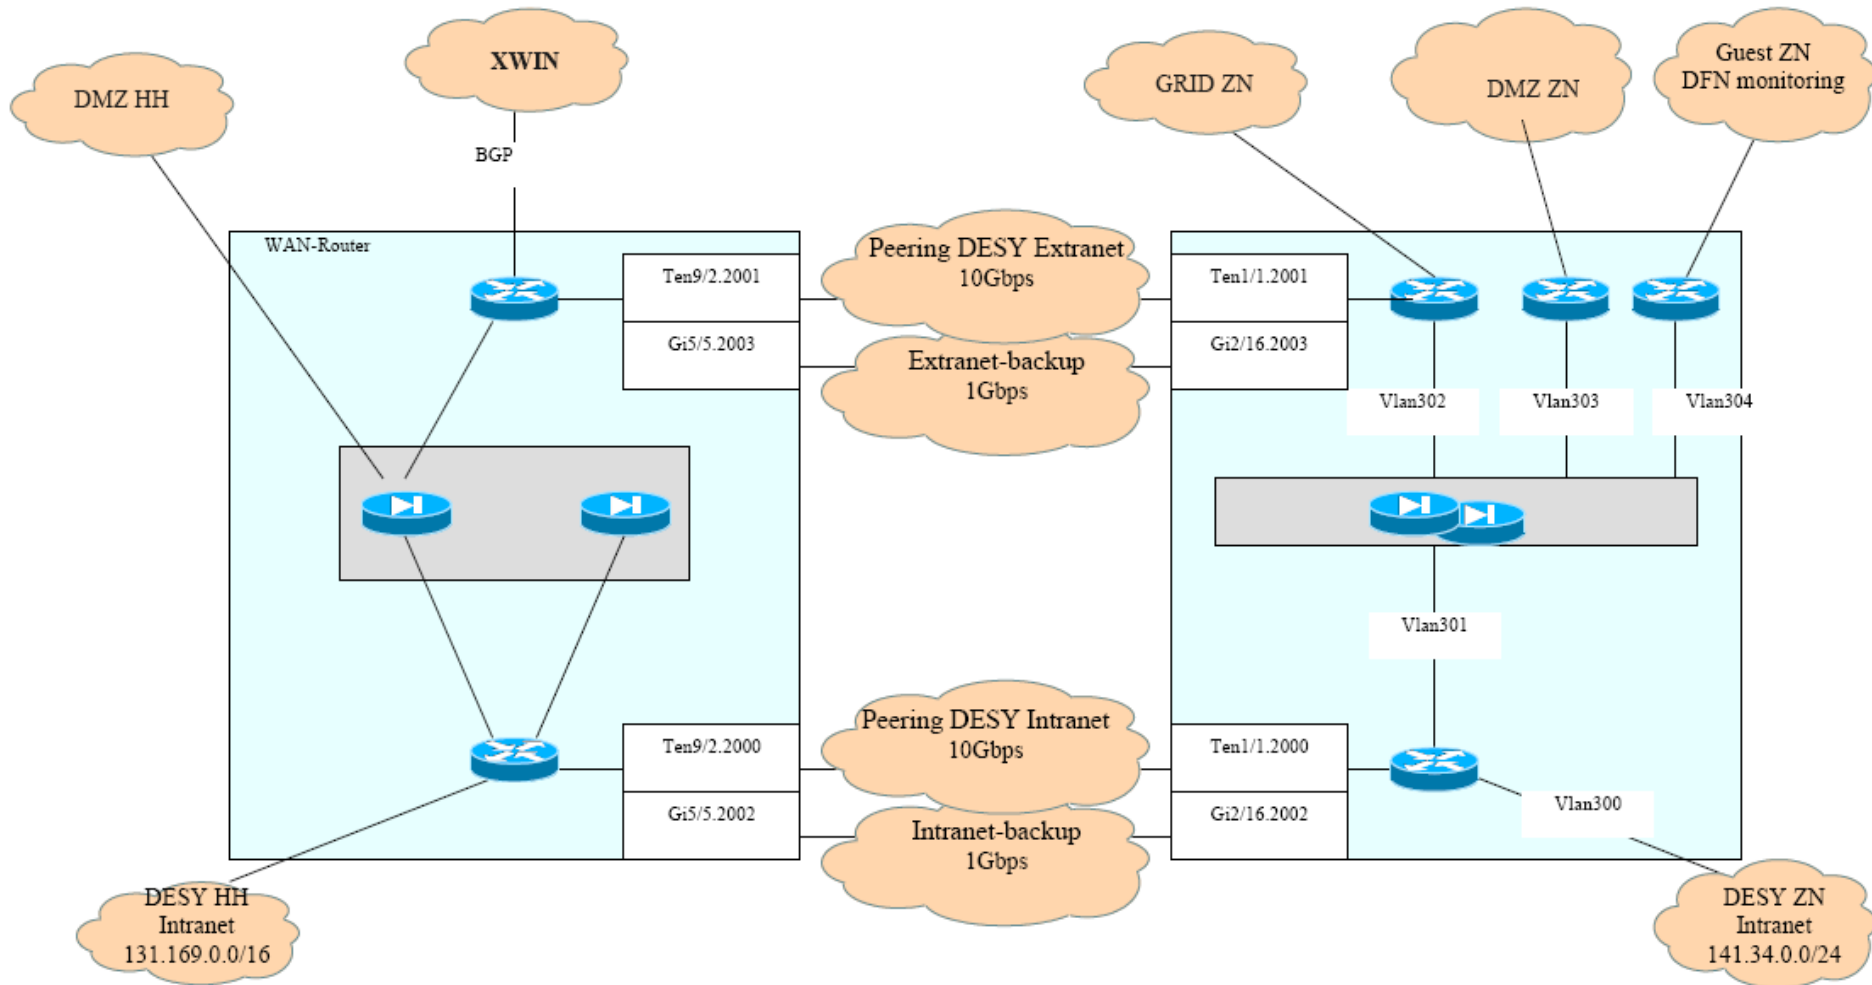 XWIN
DMZ HH
GRID ZN
DMZ ZN
Guest ZN
DFN monitoring
BGP
WAN-Router
Ten9/2.2001
Gi5/5.2003
Peering DESY Extranet
10Gbps
Extranet-backup
1Gbps
Ten1/1.2001
Gi2/16.2003
Vlan302
Vlan303
Vlan304
Vlan301
Ten9/2.2000
Gi5/5.2002
Peering DESY Intranet
10Gbps
Intranet-backup
1Gbps
Ten1/1.2000
Gi2/16.2002
Vlan300
DESY HH
Intranet
131.169.0.0/16
DESY ZN
Intranet
141.34.0.0/24